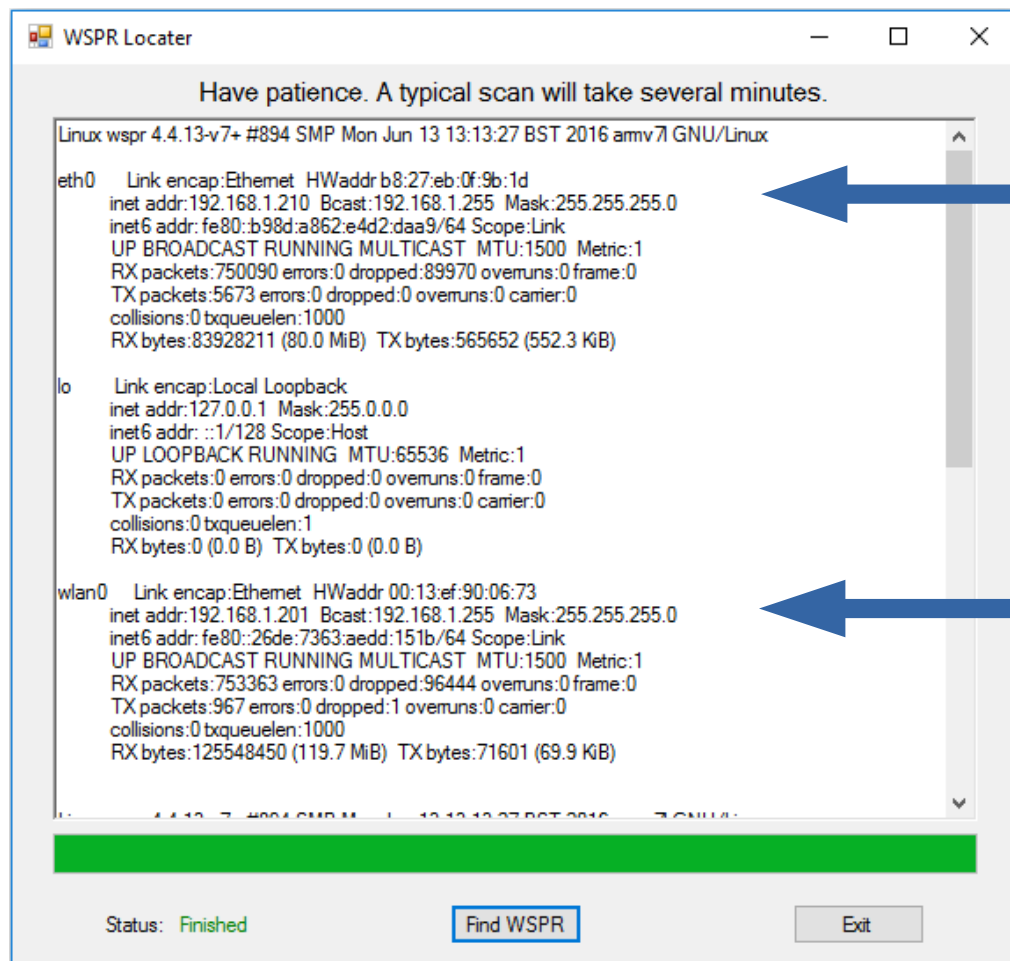 WSPR Locater
Have patience. A typical scan will take several minutes.
Linux wspr 4.4.13-v7+ #894 SMP Mon Jun 13 13:13:27 BST 2016 armv7l GNU/Linux
eth0 Link encap:Ethernet HWaddr b8:27:eb:0f:9b:1d
inet addr:192.168.1.210 Bcast:192.168.1.255 Mask:255.255.255.0
inet6 addr: fe80::b98d:a862:e4d2:daa9/64 Scope:Link
UP BROADCAST RUNNING MULTICAST MTU:1500 Metric:1
RX packets:750090 errors:0 dropped:89970 overruns:0 frame:0
TX packets:5673 errors:0 dropped:0 overruns:0 carrier:0
collisions:0 txqueuelen:1000
RX bytes:83928211 (80.0 MiB) TX bytes:565652 (552.3 KiB)
lo Link encap:Local Loopback
inet addr:127.0.0.1 Mask:255.0.0.0
inet6 addr: ::1/128 Scope:Host
UP LOOPBACK RUNNING MTU:65536 Metric:1
RX packets:0 errors:0 dropped:0 overruns:0 frame:0
TX packets:0 errors:0 dropped:0 overruns:0 carrier:0
collisions:0 txqueuelen:1
RX bytes:0 (0.0 B) TX bytes:0 (0.0 B)
wlan0 Link encap:Ethernet HWaddr 00:13:ef:90:06:73
inet addr:192.168.1.201 Bcast:192.168.1.255 Mask:255.255.255.0
inet6 addr: fe80::26de:7363:aedd:151b/64 Scope:Link
UP BROADCAST RUNNING MULTICAST MTU:1500 Metric:1
RX packets:753363 errors:0 dropped:96444 overruns:0 frame:0
TX packets:967 errors:0 dropped:1 overruns:0 carrier:0
collisions:0 txqueuelen:1000
RX bytes:125548450 (119.7 MiB) TX bytes:71601 (69.9 KiB)
Status: Finished
Find WSPR
Exit